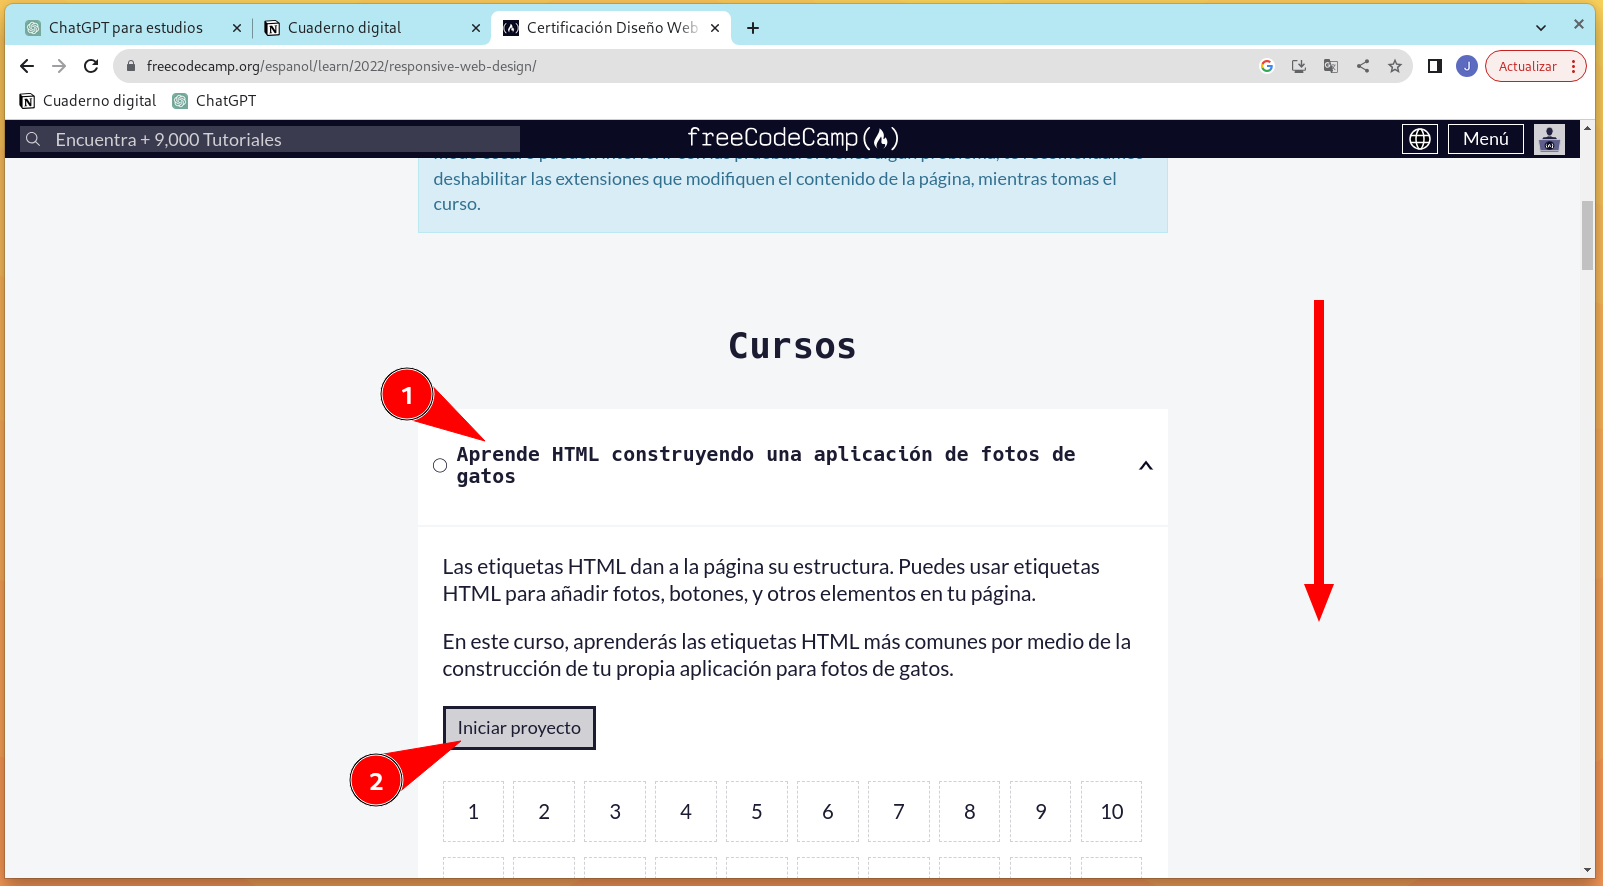 ChatGPT para estudios
Cuaderno digital
Certificación Diseño Web
freecodecamp.org/espanol/learn/2022/responsive-web-design/
J
Actualizar
Cuaderno digital
ChatGPT
Encuentra + 9,000 Tutoriales
freeCodeCamp(🔥)
Menú
deshabilitar las extensiones que modifiquen el contenido de la página, mientras tomas el
curso.
Cursos
1
Aprende HTML construyendo una aplicación de fotos de
gatos
Las etiquetas HTML dan a la página su estructura. Puedes usar etiquetas
HTML para añadir fotos, botones, y otros elementos en tu página.
En este curso, aprenderás las etiquetas HTML más comunes por medio de la
construcción de tu propia aplicación para fotos de gatos.
Iniciar proyecto
2
1 2 3 4 5 6 7 8 9 10